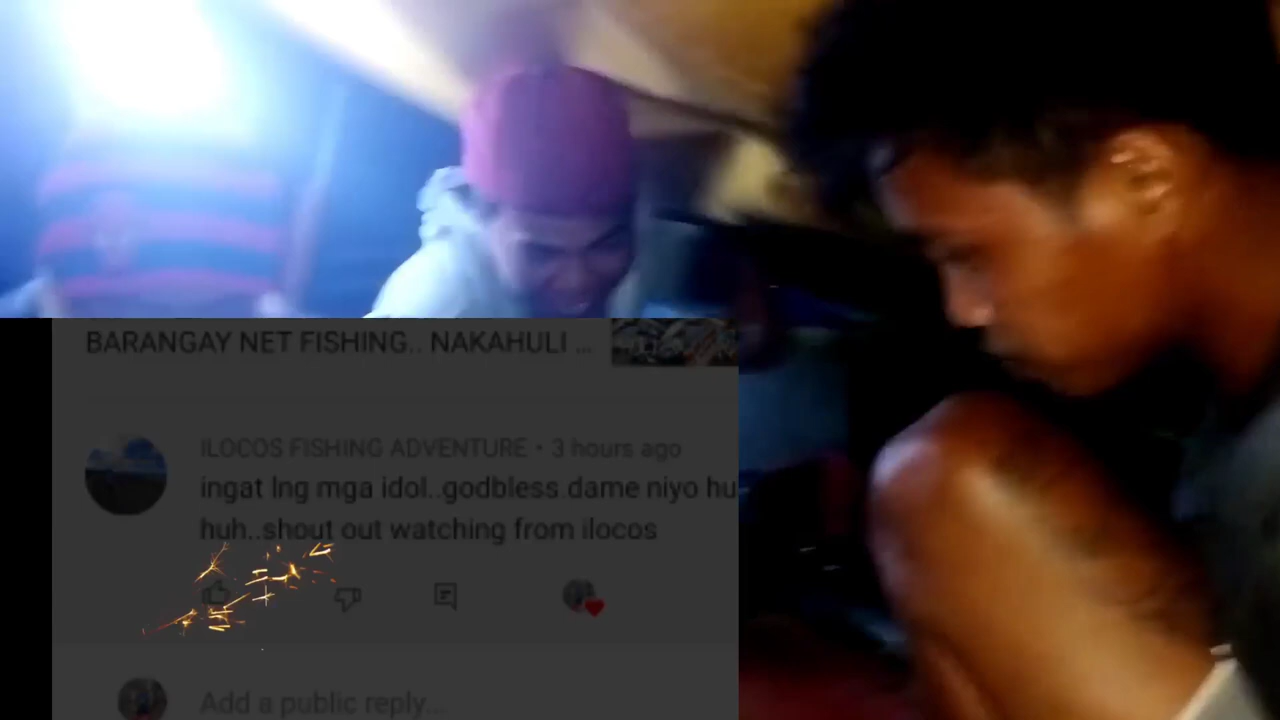 BARANGAY NET FISHING.. NAKAHULI ...
ILOCOS FISHING ADVENTURE • 3 hours ago
ingat lng mga idol..godbless.dame niyo hu
huh..shout out watching from ilocos
Add a public reply...